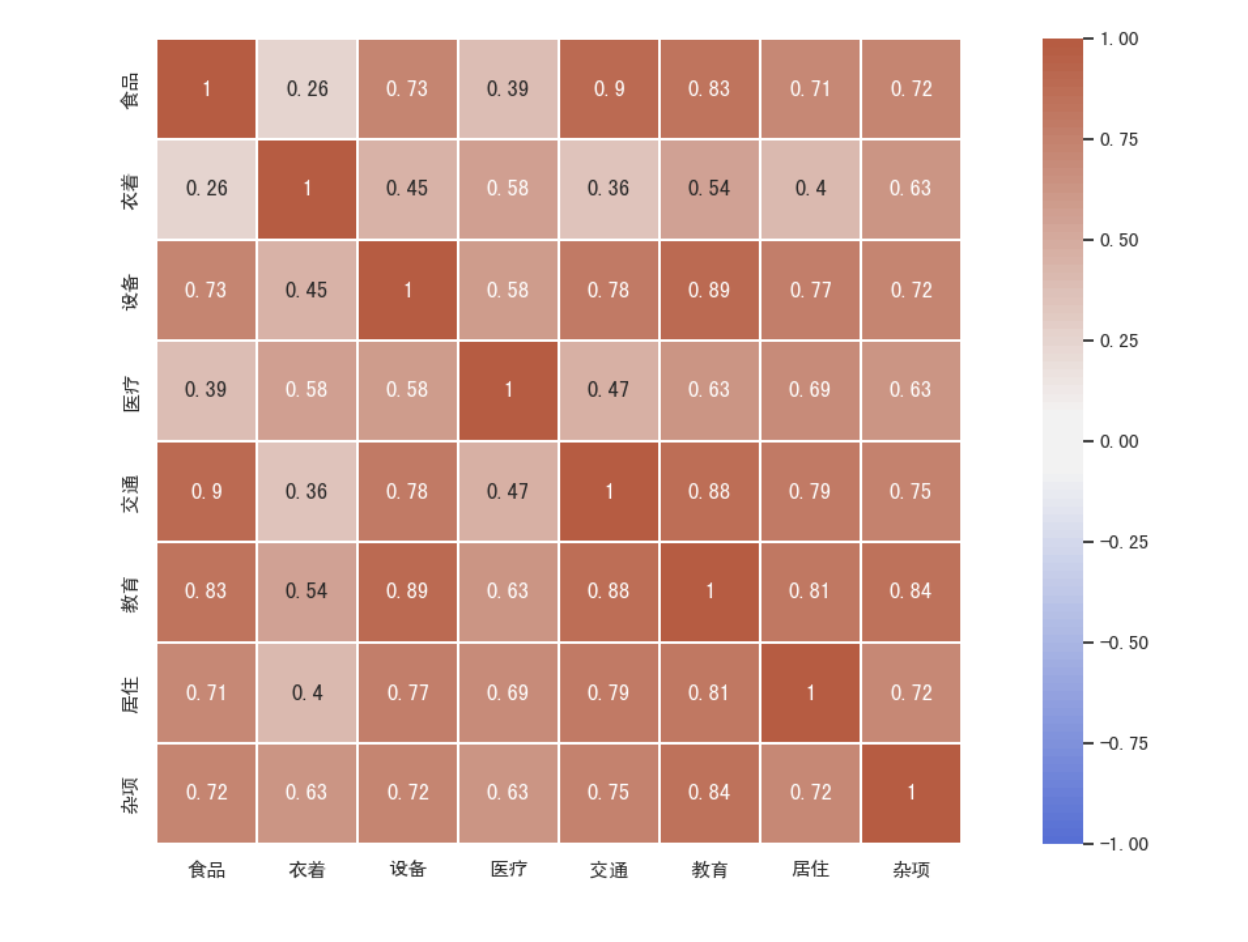 食品 1 0.26 0.73 0.39 0.9 0.83 0.71 0.72
衣着 0.26 1 0.45 0.58 0.36 0.54 0.4 0.63
设备 0.73 0.45 1 0.58 0.78 0.89 0.77 0.72
医疗 0.39 0.58 0.58 1 0.47 0.63 0.69 0.63
交通 0.9 0.36 0.78 0.47 1 0.88 0.79 0.75
教育 0.83 0.54 0.89 0.63 0.88 1 0.81 0.84
居住 0.71 0.4 0.77 0.69 0.79 0.81 1 0.72
杂项 0.72 0.63 0.72 0.63 0.75 0.84 0.72 1
食品 衣着 设备 医疗 交通 教育 居住 杂项
1.00
0.75
0.50
0.25
0.00
-0.25
-0.50
-0.75
-1.00